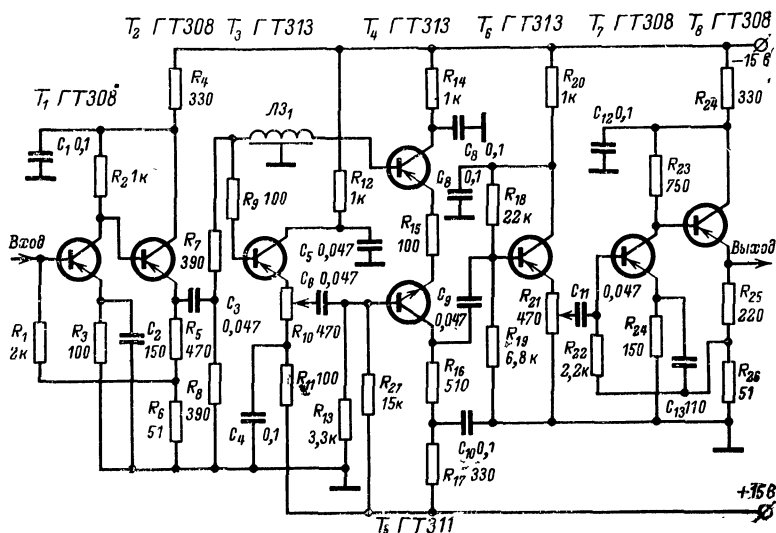 T₂ ГТ308 T₃ ГТ313 T₄ ГТ313 T₆ ГТ313 T₇ ГТ308 T₈ ГТ308
T₁ ГТ308
−15 В
R₄
330
C₁ 0,1
R₂ 1к
ЛЗ₁
R₁₄
1к
C₈ 0,1
R₂₀
1к
C₁₂ 0,1
R₂₃
750
R₂₄
330
Вход
R₇
390
R₉ 100
R₁₂
1к
C₅ 0,047
C₆ 0,047
R₁₅
100
C₈
0,1
R₁₈
22к
Выход
R₁
2к
R₃
100
C₂
150
R₅
470
C₃
0,047
R₁₀ 470
C₉
0,047
R₂₁
470
C₁₁
0,047
R₂₅
220
R₆
51
R₈
390
C₄
0,1
R₁₁ 100
R₁₃
3,3к
R₂₇
15к
R₁₆
510
R₁₉
6,8к
R₂₂
2,2к
R₂₄
150
C₁₃ 110
R₂₆
51
C₁₀ 0,1
R₁₇ 330
T₅ ГТ311
+15 В